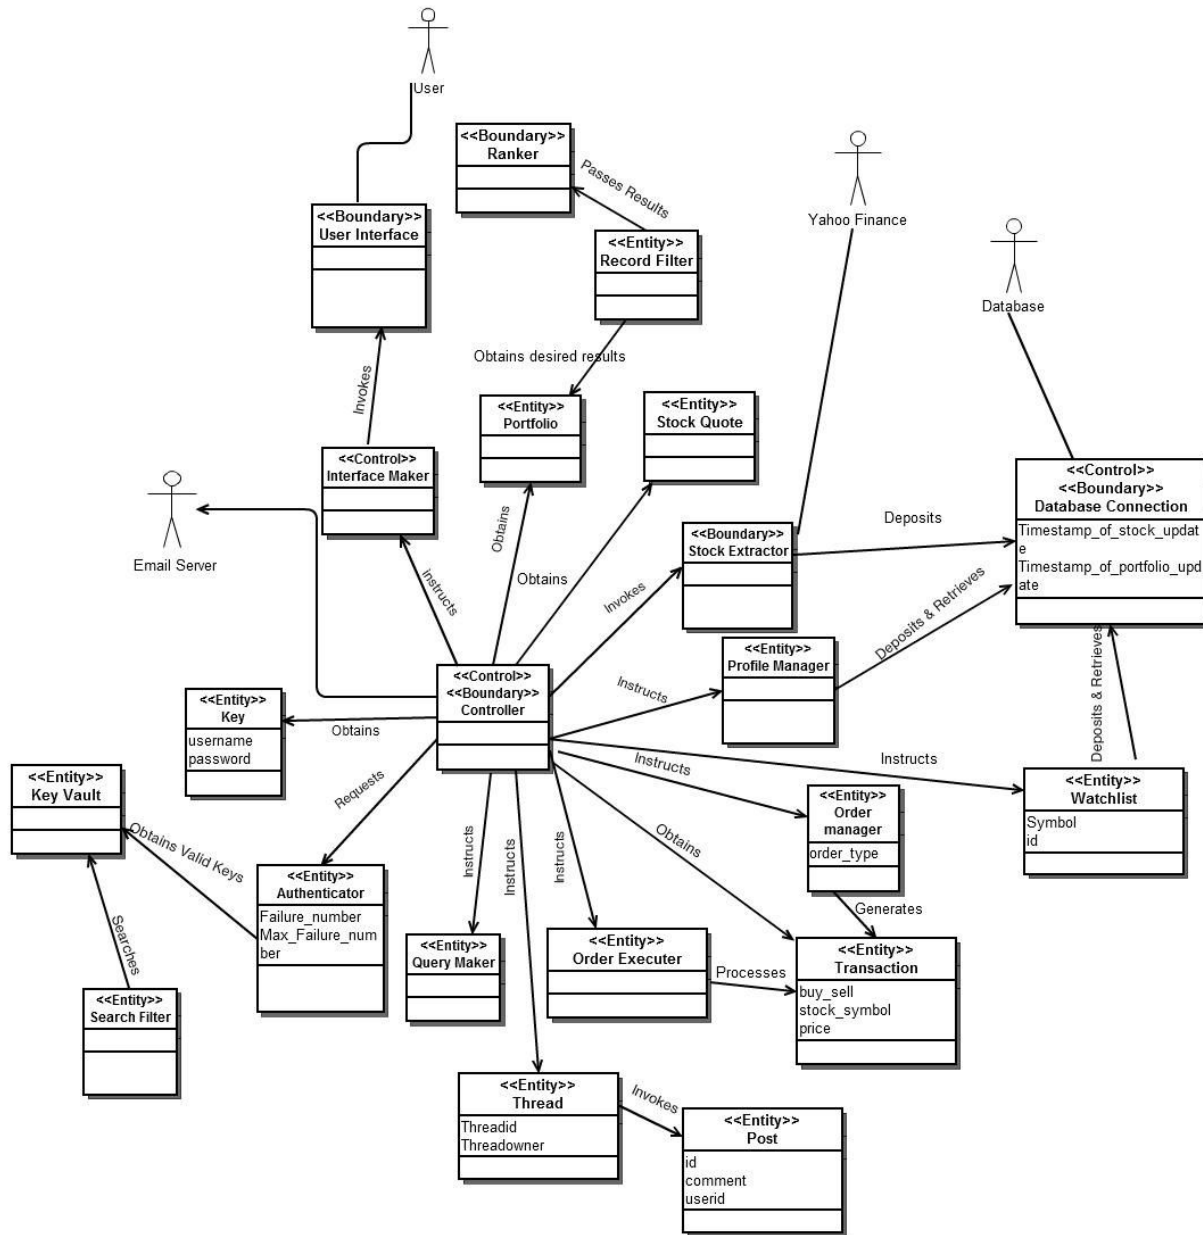 User
<<Boundary>>
Ranker
Passes Results
Yahoo Finance
<<Boundary>>
User Interface
<<Entity>>
Record Filter
Database
Obtains desired results
Invokes
<<Entity>>
Portfolio
<<Entity>>
Stock Quote
<<Control>>
Interface Maker
<<Control>>
<<Boundary>>
Database Connection
Timestamp_of_stock_updat
e
Timestamp_of_portfolio_upd
ate
Email Server
instructs
Obtains
Obtains
Invokes
<<Boundary>>
Stock Extractor
Deposits
Deposits & Retrieves
<<Entity>>
Profile Manager
Deposits & Retrieves
<<Control>>
<<Boundary>>
Controller
Instructs
<<Entity>>
Key
username
password
Obtains
Requests
Instructs
Instructs
<<Entity>>
Key Vault
<<Entity>>
Watchlist
Symbol
id
<<Entity>>
Order
manager
order_type
Obtains Valid Keys
Instructs
Instructs
Instructs
Obtains
<<Entity>>
Authenticator
Failure_number
Max_Failure_num
ber
Generates
Searches
<<Entity>>
Query Maker
<<Entity>>
Order Executer
Processes
<<Entity>>
Transaction
buy_sell
stock_symbol
price
<<Entity>>
Search Filter
<<Entity>>
Thread
Threadid
Threadowner
Invokes
<<Entity>>
Post
id
comment
userid